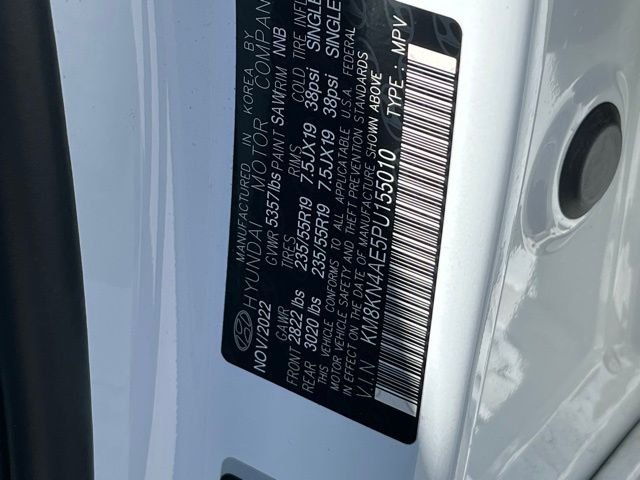 MANUFACTURED IN KOREA BY
HYUNDAI MOTOR COMPANY
NOV/2022 GVWR 5357lbs PAINT SAW TRIM NNB
GAWR RIMS COLD TIRE INFL
FRONT 2822 lbs 235/55R19 7.5JX19 38psi SINGLE
REAR 3020 lbs 235/55R19 7.5JX19 38psi SINGLE
THIS VEHICLE CONFORMS TO ALL APPLICABLE U.S.A. FEDERAL
MOTOR VEHICLE SAFETY AND THEFT PREVENTION STANDARDS
IN EFFECT ON THE DATE OF MANUFACTURE SHOWN ABOVE
VIN KM8KN4AE5PU155010 TYPE : MPV